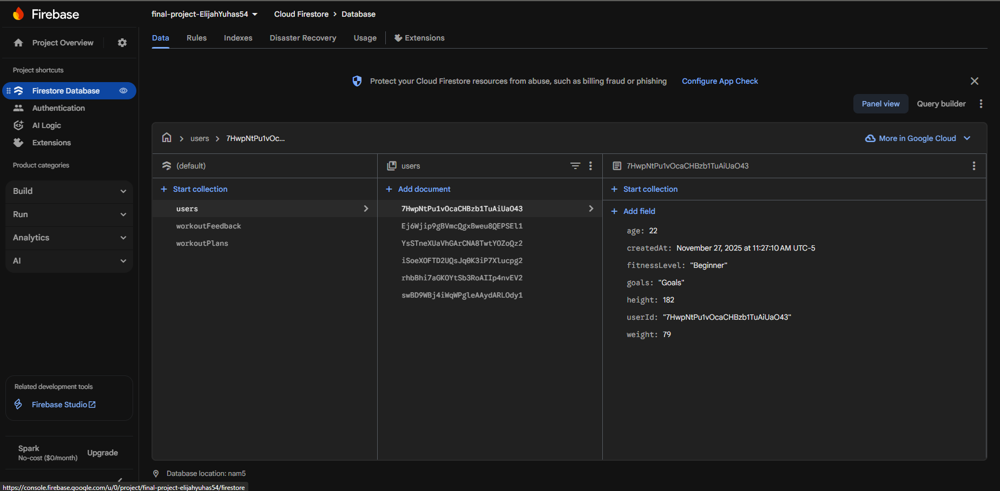 Firebase
final-project-ElijahYuhas54
Cloud Firestore > Database
Project Overview
Data Rules Indexes Disaster Recovery Usage Extensions
Project shortcuts
Firestore Database
Authentication
AI Logic
Extensions
Product categories
Build
Run
Analytics
AI
Related development tools
Firebase Studio
Spark
No-cost ($0/month)
Upgrade
Protect your Cloud Firestore resources from abuse, such as billing fraud or phishing Configure App Check
Panel view Query builder
users > 7HwpNtPu1vOc...
More in Google Cloud
(default)
+ Start collection
users
workoutFeedback
workoutPlans
users
+ Add document
7HwpNtPu1vOcaCHBzb1TuAiUaO43
Ej6Wjip9gBVmcQgxBweu8QEPSEl1
YsSTneXUaVhGArCNA8TwtYOZoQz2
iSoeXOFTD2UQsJq0K3iP7Xlucpg2
rhbBhi7aGKOYtSb3RoAIIp4nvEV2
swBD9WBj4iWqWPgleAAydARLOdy1
7HwpNtPu1vOcaCHBzb1TuAiUaO43
+ Start collection
+ Add field
age: 22
createdAt: November 27, 2025 at 11:27:10 AM UTC-5
fitnessLevel: "Beginner"
goals: "Goals"
height: 182
userId: "7HwpNtPu1vOcaCHBzb1TuAiUaO43"
weight: 79
Database location: nam5
https://console.firebase.google.com/u/0/project/final-project-elijahyuhas54/firestore